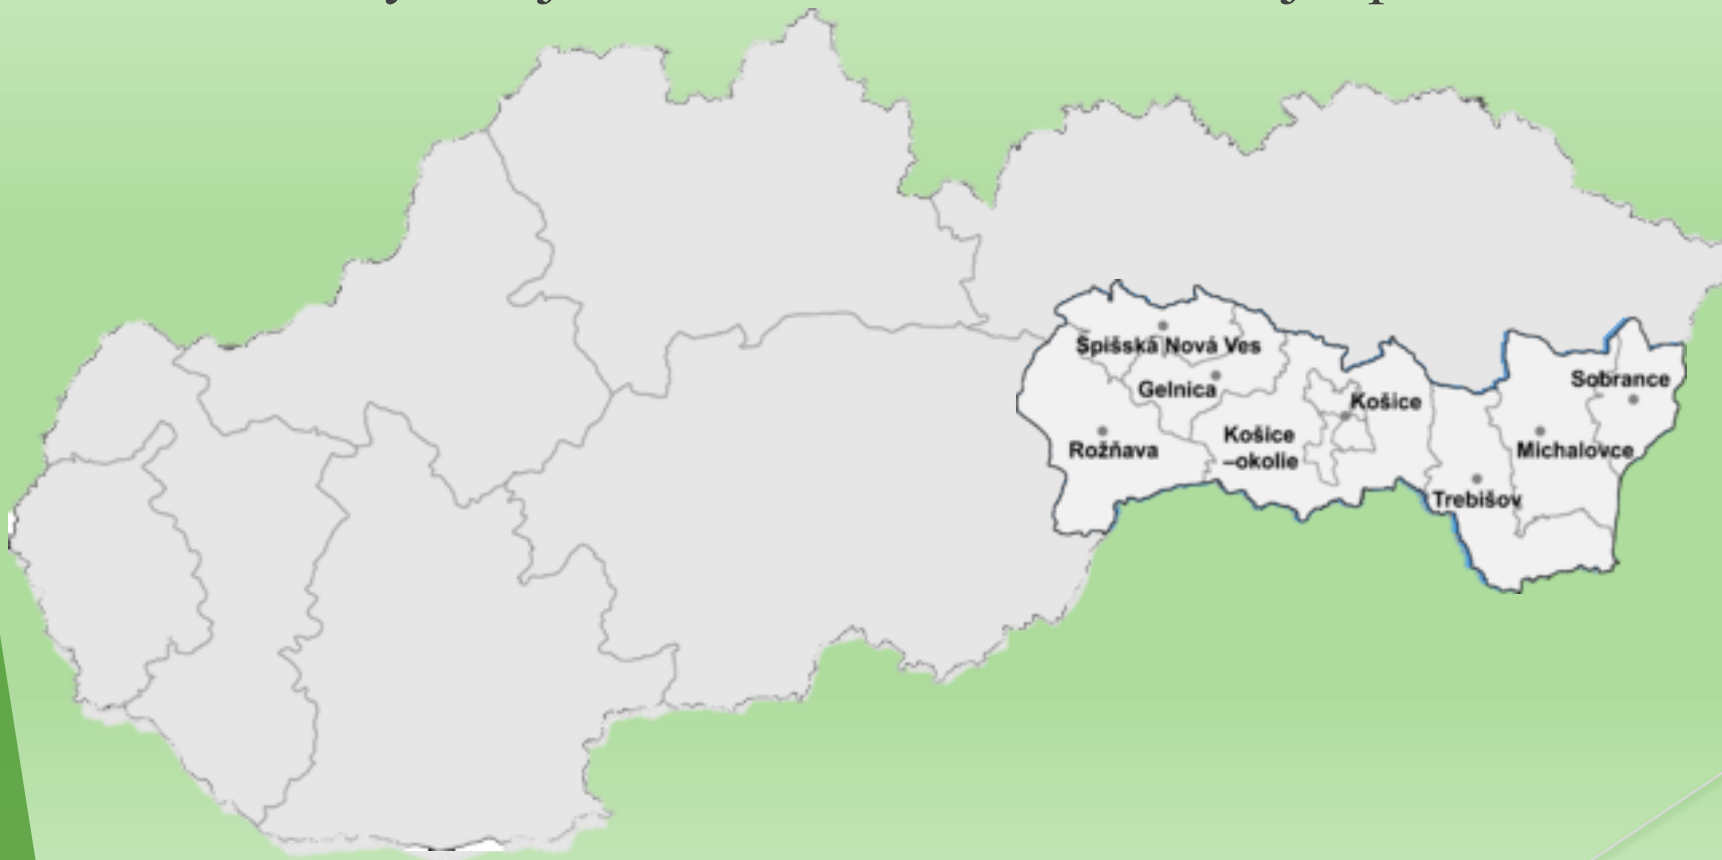 Spišská Nová Ves
Gelnica
Rožňava
Košice
–okolie
Košice
Trebišov
Michalovce
Sobrance